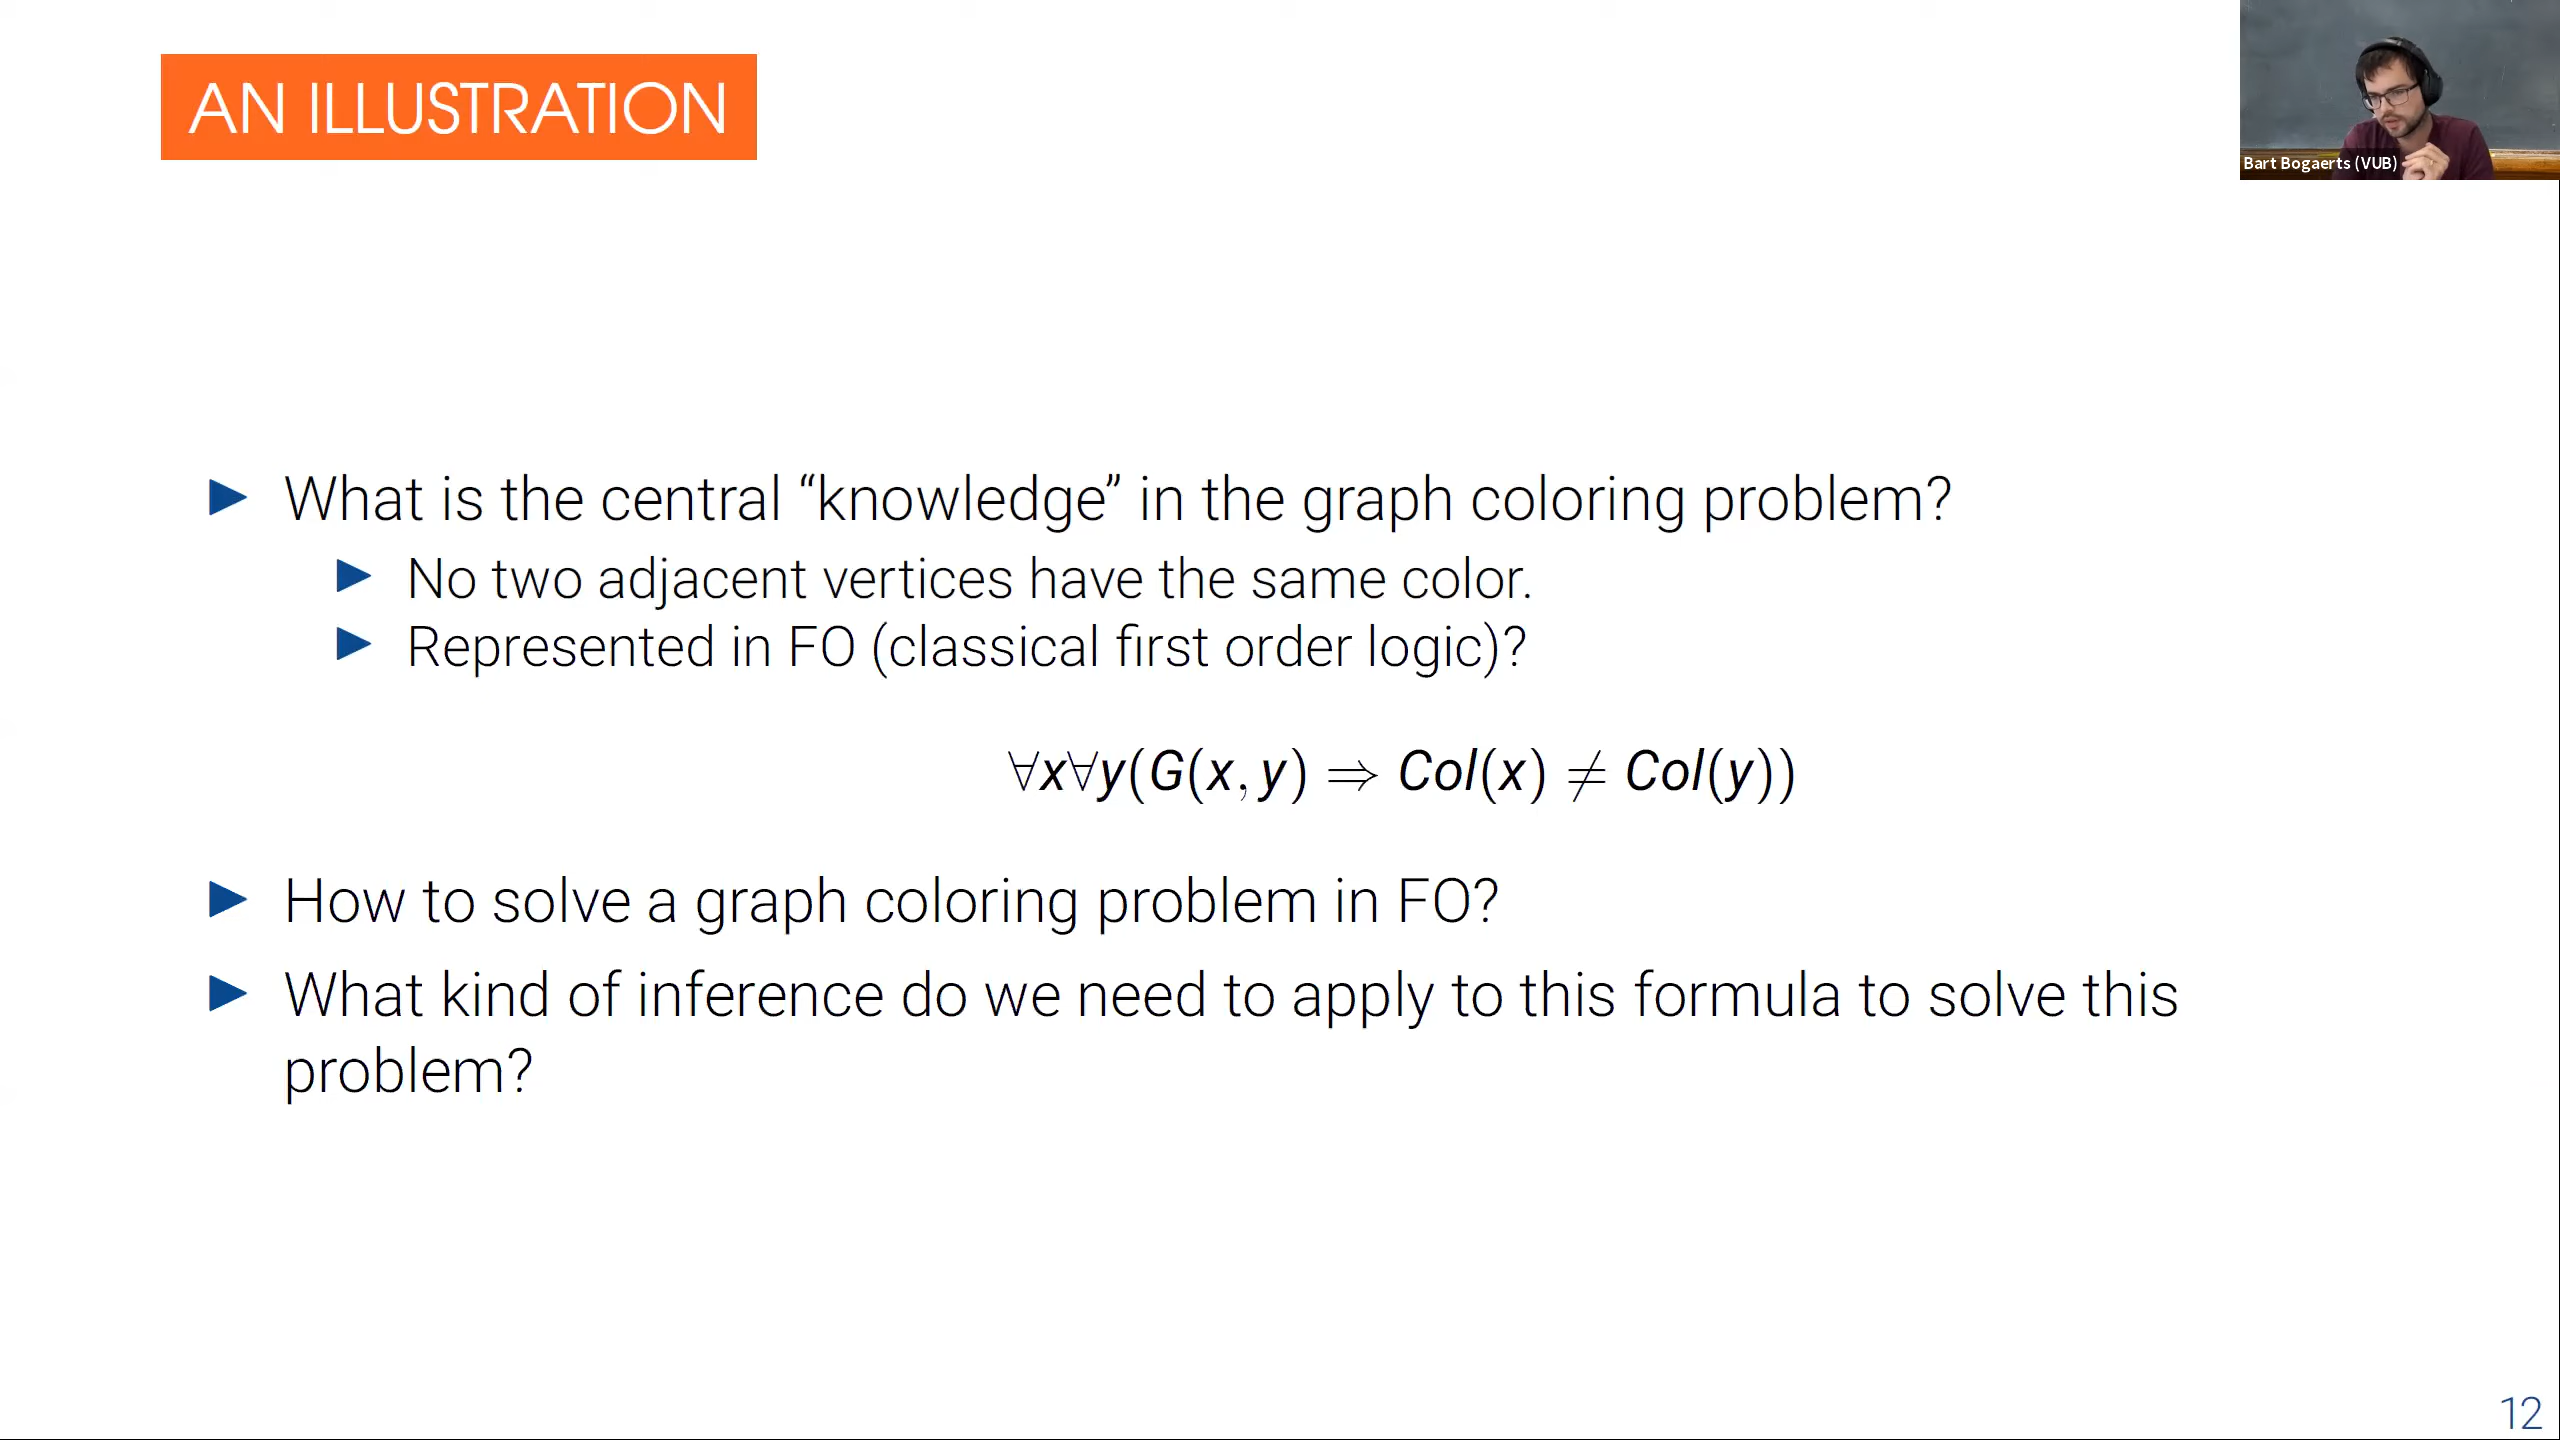 AN ILLUSTRATION
Bart Bogaerts (VUB)
What is the central “knowledge” in the graph coloring problem?
No two adjacent vertices have the same color.
Represented in FO (classical first order logic)?
∀x∀y(G(x, y) ⇒ Col(x) ≠ Col(y))
How to solve a graph coloring problem in FO?
What kind of inference do we need to apply to this formula to solve this
problem?
12